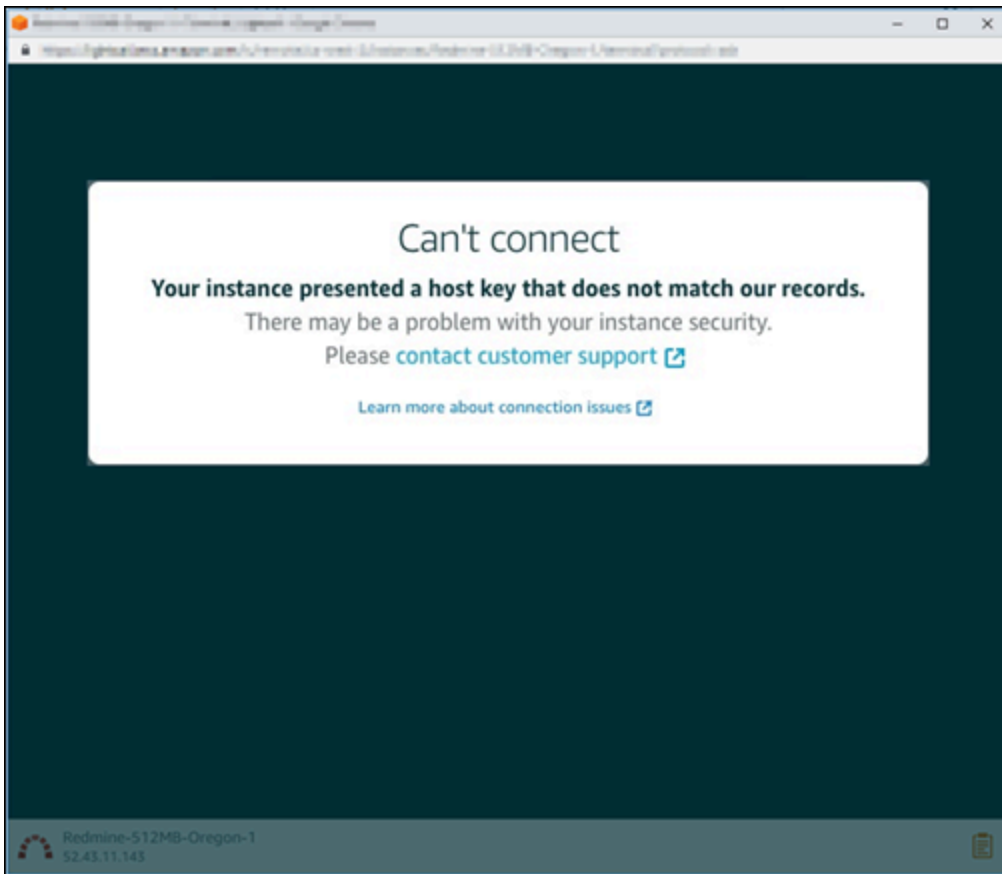 Can't connect
Your instance presented a host key that does not match our records.
There may be a problem with your instance security.
Please contact customer support
Learn more about connection issues
Redmine-512MB-Oregon-1
52.43.11.143